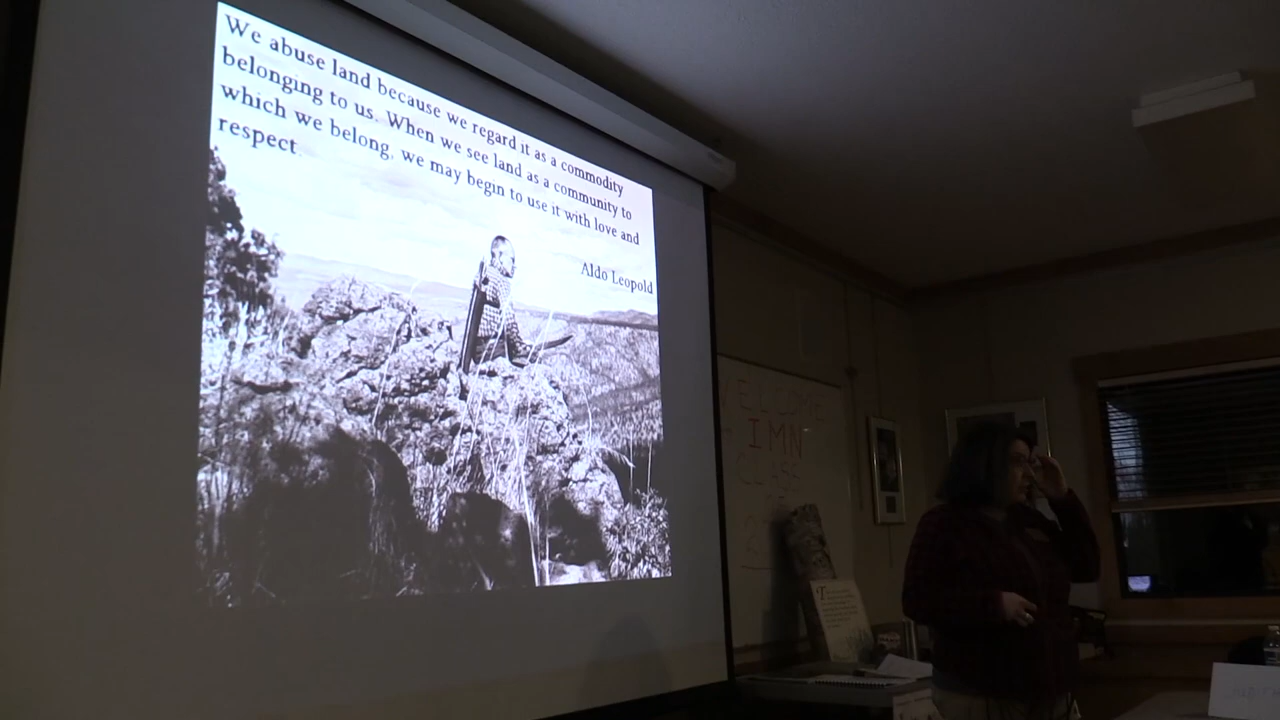 We abuse land because we regard it as a commodity
belonging to us. When we see land as a community to
which we belong, we may begin to use it with love and
respect.
Aldo Leopold
WELCOME
IMN